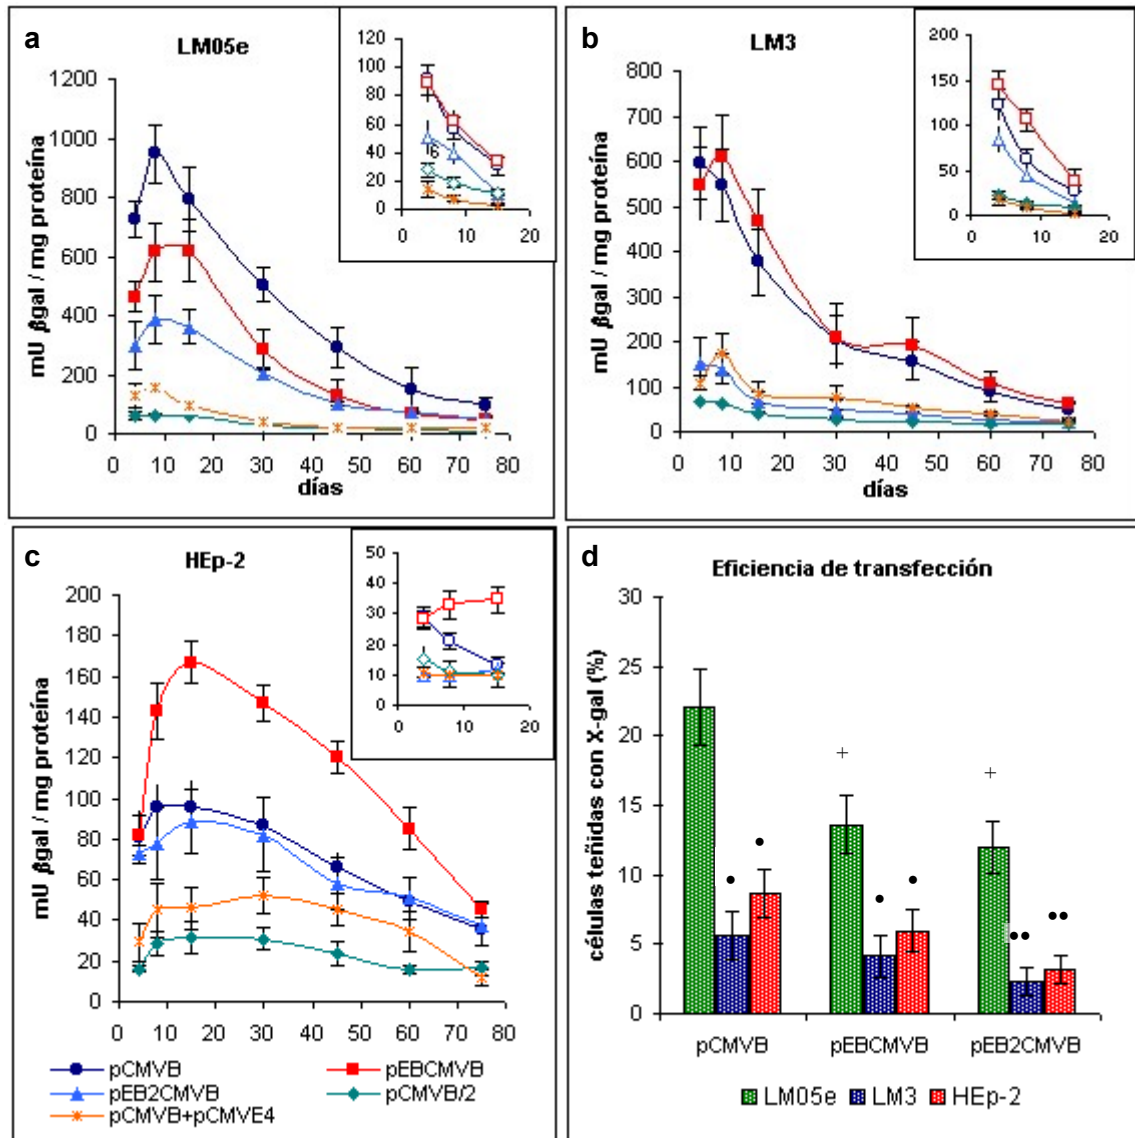 a
LM05e
mU βgal / mg proteína
1200
1000
800
600
400
200
0
0 10 20 30 40 50 60 70 80
días
120
100
80
60
40
20
0
0 10 20
6
b
LM3
mU βgal / mg proteína
800
700
600
500
400
300
200
100
0
0 10 20 30 40 50 60 70 80
días
200
150
100
50
0
0 10 20
c
HEp-2
mU βgal / mg proteína
200
180
160
140
120
100
80
60
40
20
0
0 10 20 30 40 50 60 70 80
50
40
30
20
10
0
0 10 20
pCMVB
pEBCMVB
pEB2CMVB
pCMVB/2
pCMVB+pCMVE4
d
Eficiencia de transfección
células teñidas con X-gal (%)
30
25
20
15
10
5
0
+
+
•
•
•
•
••
••
pCMVB pEBCMVB pEB2CMVB
LM05e LM3 HEp-2